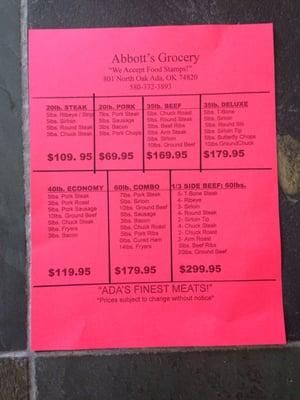 Abbott's Grocery
"We Accept Food Stamps!"
801 North Oak Ada, OK 74820
580-332-3893
20lb. STEAK
5lbs. Ribeye / Strip
5lbs. Sirloin
5lbs. Round Steak
5lbs. Chuck Steak
$109.95
20lb. PORK
7lbs. Pork Steak
5lbs. Sausage
3lbs. Bacon
5lbs. Pork Chops
$69.95
35lb. BEEF
6lbs. Chuck Roast
5lbs. Round Steak
5lbs. Beef Ribs
5lbs. Arm Steak
5lbs. Sirloin
10lbs. Ground Beef
$169.95
35lb. DELUXE
5lbs. T-Bone
5lbs. Sirloin
5lbs. Round Stk
5lbs. Sirloin Tip
5lbs. Butterfly Chops
10lbs. GroundChuck
$179.95
40lb. ECONOMY
5lbs. Pork Steak
3lbs. Pork Roast
5lbs. Pork Sausage
10lbs. Ground Beef
5lbs. Chuck Steak
9lbs. Fryers
3lbs. Bacon
$119.95
60lb. COMBO
7lbs. Pork Steak
5lbs. Sirloin
10lbs. Ground Beef
5lbs. Sausage
3lbs. Bacon
5lbs. Chuck Roast
5lbs. Pork Ribs
6lbs. Cured Ham
14lbs. Fryers
$179.95
1/3 SIDE BEEF: 60lbs.
5- T-Bone Steak
4- Ribeye
3- Sirloin
4- Round Steak
2- Sirloin Tip
4- Chuck Steak
2- Chuck Roast
2- Arm Roast
5lbs. Beef Ribs
20lbs. Ground Beef
$299.95
"ADA'S FINEST MEATS!"
"Prices subject to change without notice"